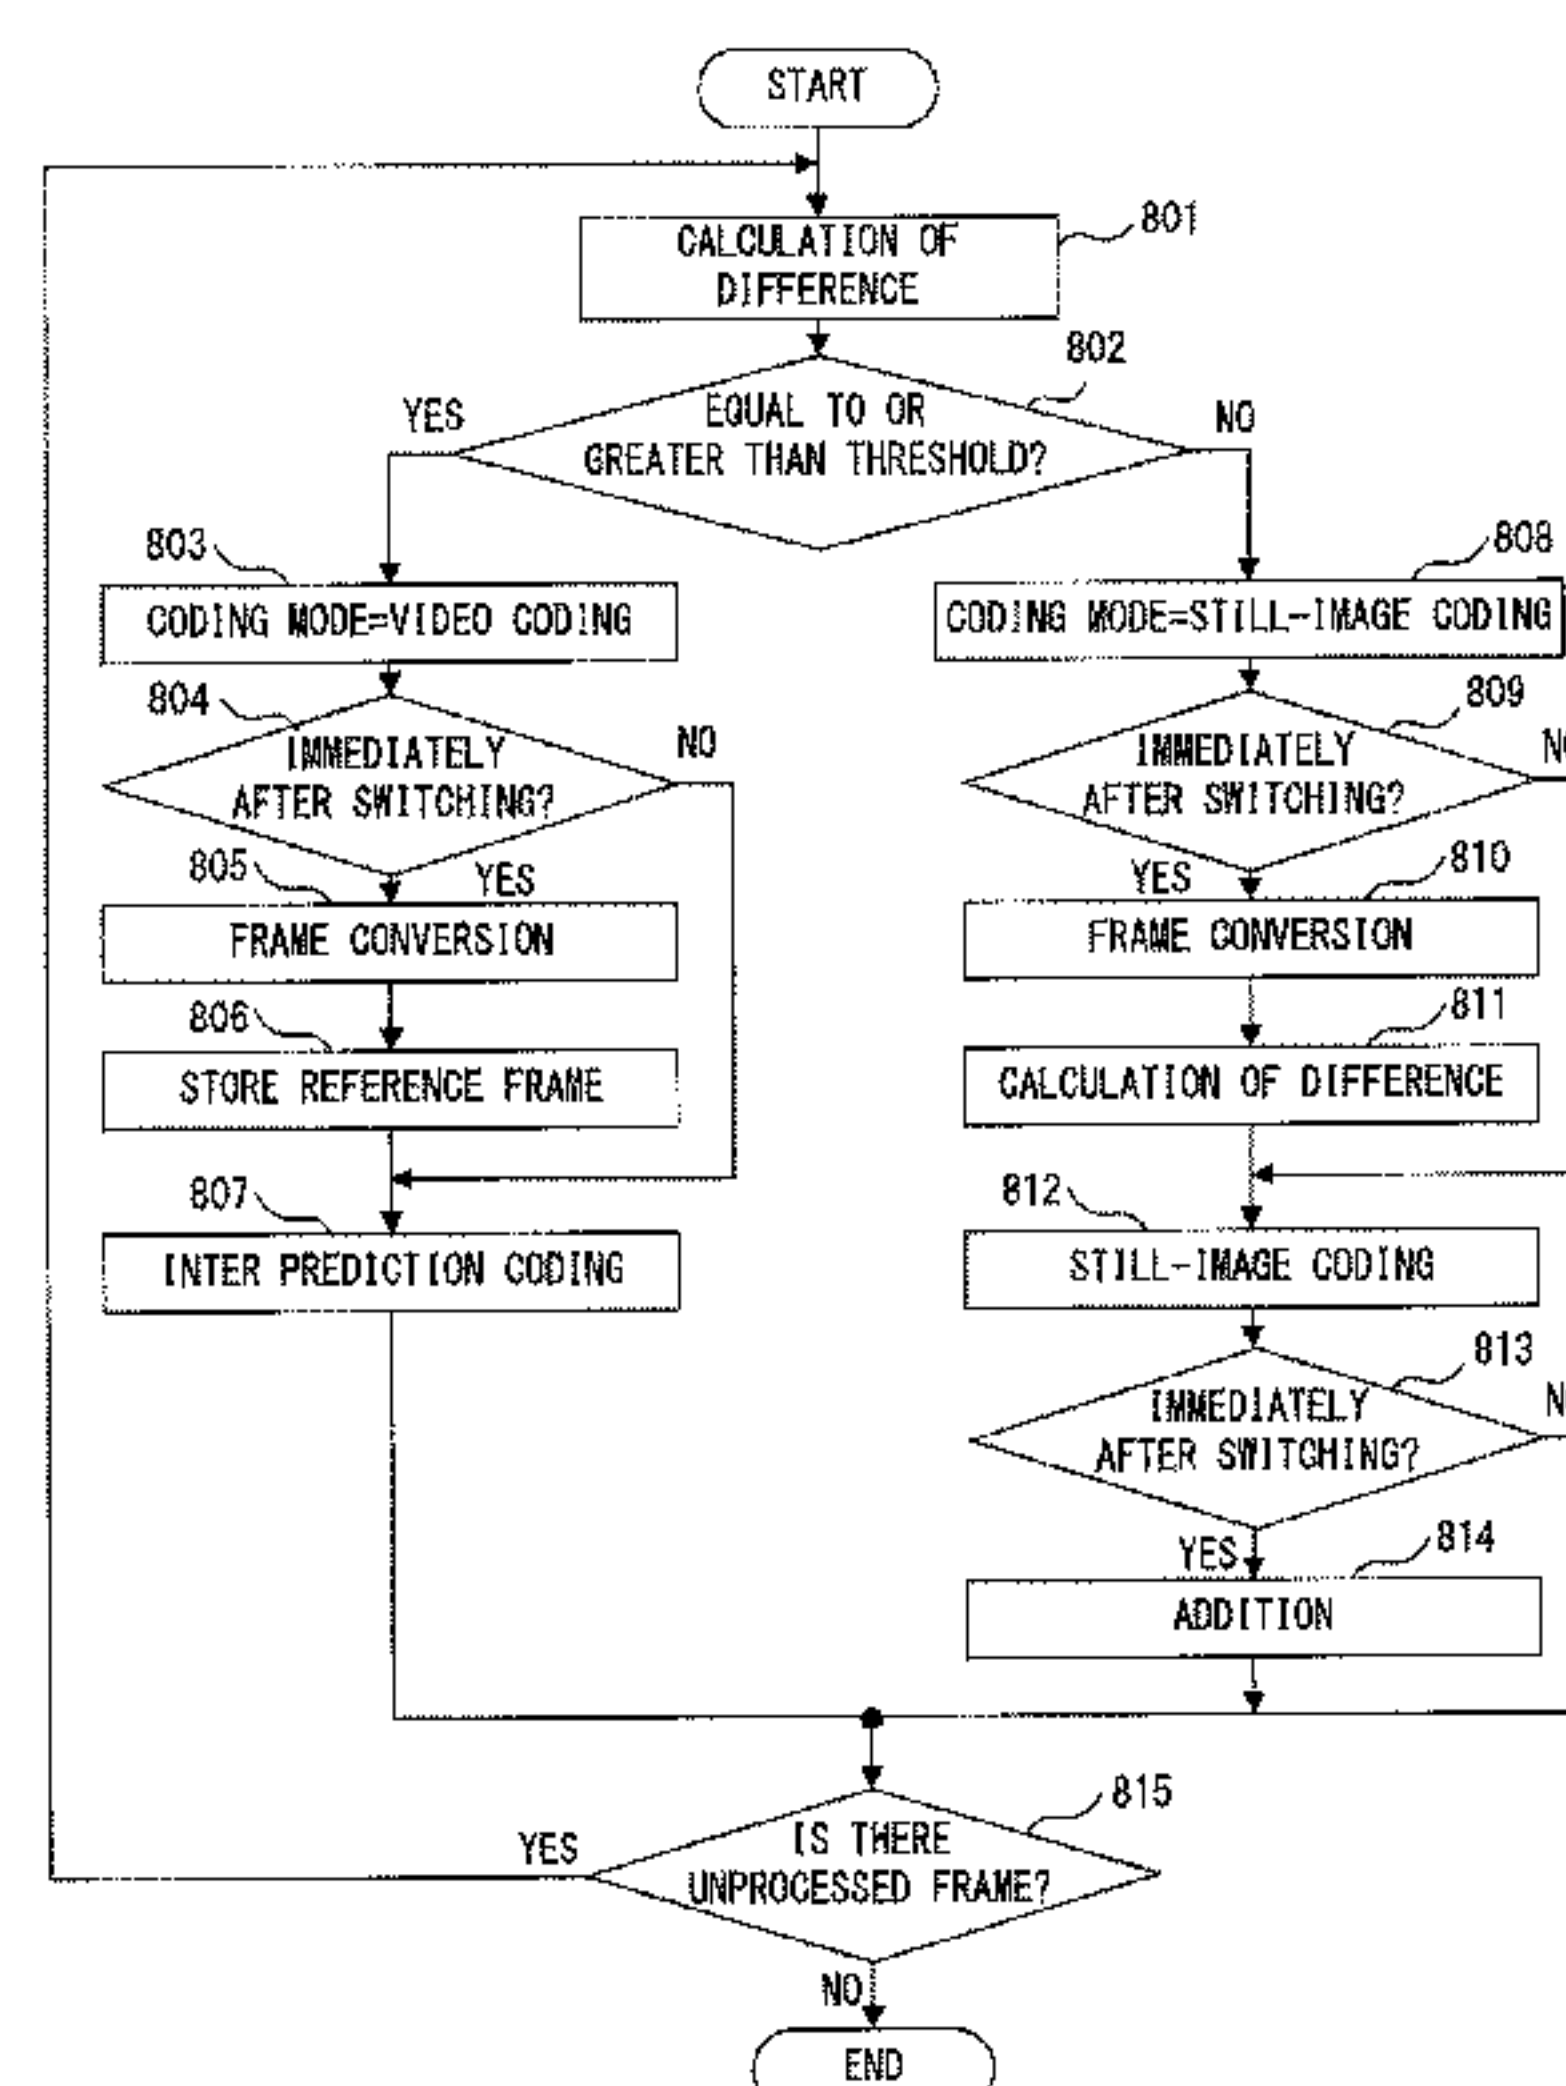 START
801
CALCULATION OF
DIFFERENCE
802
EQUAL TO OR
GREATER THAN THRESHOLD?
YES
NO
803
CODING MODE=VIDEO CODING
804
IMMEDIATELY
AFTER SWITCHING?
NO
YES
805
FRAME CONVERSION
806
STORE REFERENCE FRAME
807
INTER PREDICTION CODING
808
CODING MODE=STILL-IMAGE CODING
809
IMMEDIATELY
AFTER SWITCHING?
YES
810
FRAME CONVERSION
811
CALCULATION OF DIFFERENCE
812
STILL-IMAGE CODING
813
IMMEDIATELY
AFTER SWITCHING?
YES
814
ADDITION
815
IS THERE
UNPROCESSED FRAME?
YES
NO
END